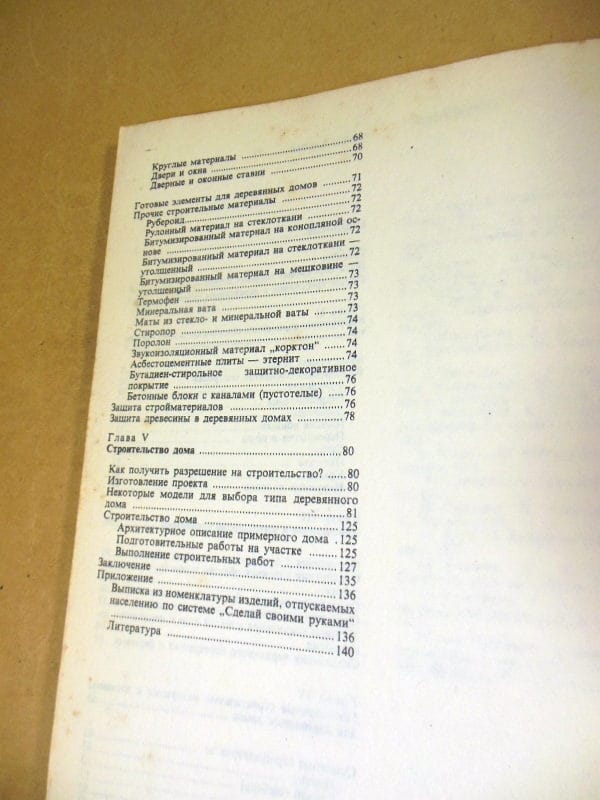 Круглые материалы ........ 68
Двери и окна ........ 68
Дверные и оконные ставни ........ 70
Готовые элементы для деревянных домов ........ 71
Прочие строительные материалы ........ 72
Рубероид ........ 72
Рулонный материал на стеклоткани ........ 72
Битумизированный материал на конопляной ос-
нове ........ 72
Битумизированный материал на стеклоткани —
утолшенный ........ 72
Битумизированный материал на мешковине —
утолшенный ........ 73
Термофен ........ 73
Минеральная вата ........ 73
Маты из стекло- и минеральной ваты ........ 73
Стиропор ........ 74
Поролон ........ 74
Звукоизоляционный материал „корктон“ ........ 74
Асбестоцементные плиты — этернит ........ 74
Бутадиен-стирольное защитно-декоративное
покрытие ........ 76
Бетонные блоки с каналами (пустотелые) ..... 76
Защита стройматериалов ........ 76
Защита древесины в деревянных домах ........ 78
Глава V
Строительство дома ........ 80
Как получить разрешение на строительство? ...... 80
Изготовление проекта ........ 80
Некоторые модели для выбора типа деревянного
дома ........ 81
Строительство дома ........ 125
Архитектурное описание примерного дома . 125
Подготовительные работы на участке ........ 125
Выполнение строительных работ ........ 127
Заключение ........ 135
Приложение ........ 136
Выписка из номенклатуры изделий, отпускаемых
населению по системе „Сделай своими руками“
........ 136
Литература ........ 140